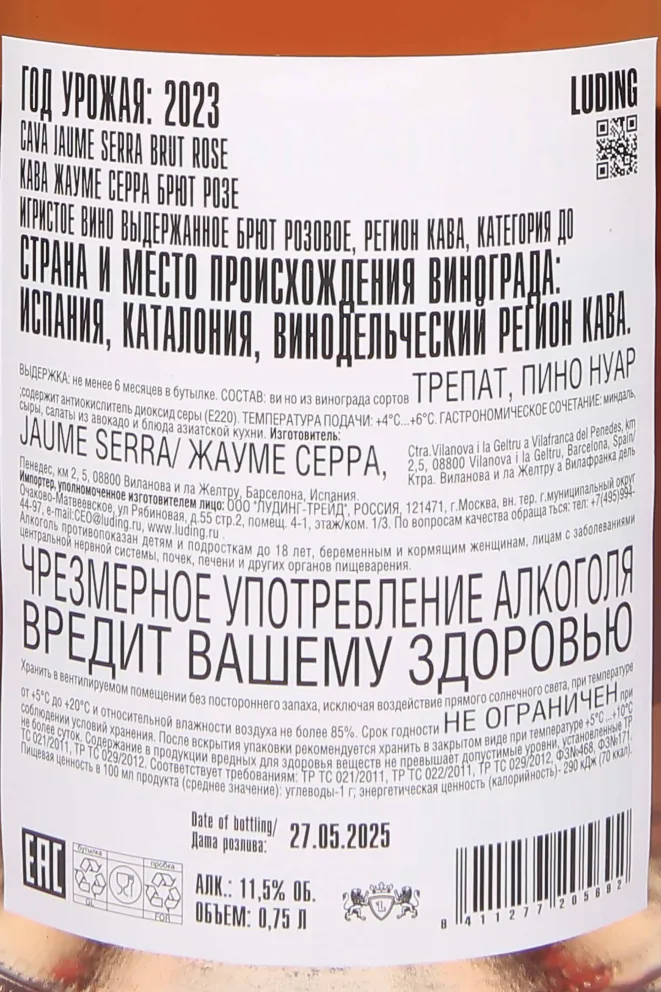 ГОД УРОЖАЯ: 2023
LUDING
CAVA JAUME SERRA BRUT ROSE
КАВА ЖАУМЕ СЕРРА БРЮТ РОЗЕ
ИГРИСТОЕ ВИНО ВЫДЕРЖАННОЕ БРЮТ РОЗОВОЕ, РЕГИОН КАВА, КАТЕГОРИЯ ДО
СТРАНА И МЕСТО ПРОИСХОЖДЕНИЯ ВИНОГРАДА:
ИСПАНИЯ, КАТАЛОНИЯ, ВИНОДЕЛЬЧЕСКИЙ РЕГИОН КАВА.
ВЫДЕРЖКА: не менее 6 месяцев в бутылке. СОСТАВ: ви но из винограда сортов ТРЕПАТ, ПИНО НУАР
;содержит антиокислитель диоксид серы (Е220). ТЕМПЕРАТУРА ПОДАЧИ: +4°С...+6°С. ГАСТРОНОМИЧЕСКОЕ СОЧЕТАНИЕ: миндаль,
сыры, салаты из авокадо и блюда азиатской кухни. Изготовитель:
JAUME SERRA/ ЖАУМЕ СЕРРА,
Ctra.Vilanova i la Geltru a Vilafranca del Penedes, km
2,5, 08800 Vilanova i la Geltru, Barcelona, Spain/
Ктра. Виланова и ла Желтру а Вилафранка дель
Пенедес, км 2, 5, 08800 Виланова и ла Желтру, Барселона, Испания.
Импортер, уполномоченное изготовителем лицо: ООО "ЛУДИНГ-ТРЕЙД", РОССИЯ, 121471, г.Москва, вн. тер. г.муниципальный округ
Очаково-Матвеевское, ул Рябиновая, д.55 стр.2, помещ. 4-1, этаж/ком. 1/3. По вопросам качества обраща ться: тел: +7(495)994-
44-97, e-mail:CEO@luding.ru, www.luding.ru .
Алкоголь противопоказан детям и подросткам до 18 лет, беременным и кормящим женщинам, лицам с заболеваниями
центральной нервной системы, почек, печени и других органов пищеварения.
ЧРЕЗМЕРНОЕ УПОТРЕБЛЕНИЕ АЛКОГОЛЯ
ВРЕДИТ ВАШЕМУ ЗДОРОВЬЮ
Хранить в вентилируемом помещении без постороннего запаха, исключая воздействие прямого солнечного света, при температуре
от +5°С до +20°С и относительной влажности воздуха не более 85%. Срок годности НЕ ОГРАНИЧЕН при
соблюдении условий хранения. После вскрытия упаковки рекомендуется хранить в закрытом виде при температуре +5°С ...+10°С
не более суток. Содержание в продукции вредных для здоровья веществ не превышает допустимые уровни, установленные ТР
ТС 021/2011, ТР ТС 029/2012. Соответствует требованиям: ТР ТС 021/2011, ТР ТС 022/2011, ТР ТС 029/2012, ФЗ№468, ФЗ№171.
Пищевая ценность в 100 мл продукта (среднее значение): углеводы-1 г; энергетическая ценность (калорийность)- 290 кДж (70 ккал).
Date of bottling/
Дата розлива: 27.05.2025
EAC
бутылка
пробка
GL
FOR
АЛК.: 11,5% ОБ.
ОБЪЕМ: 0,75 Л
8 411277 205892